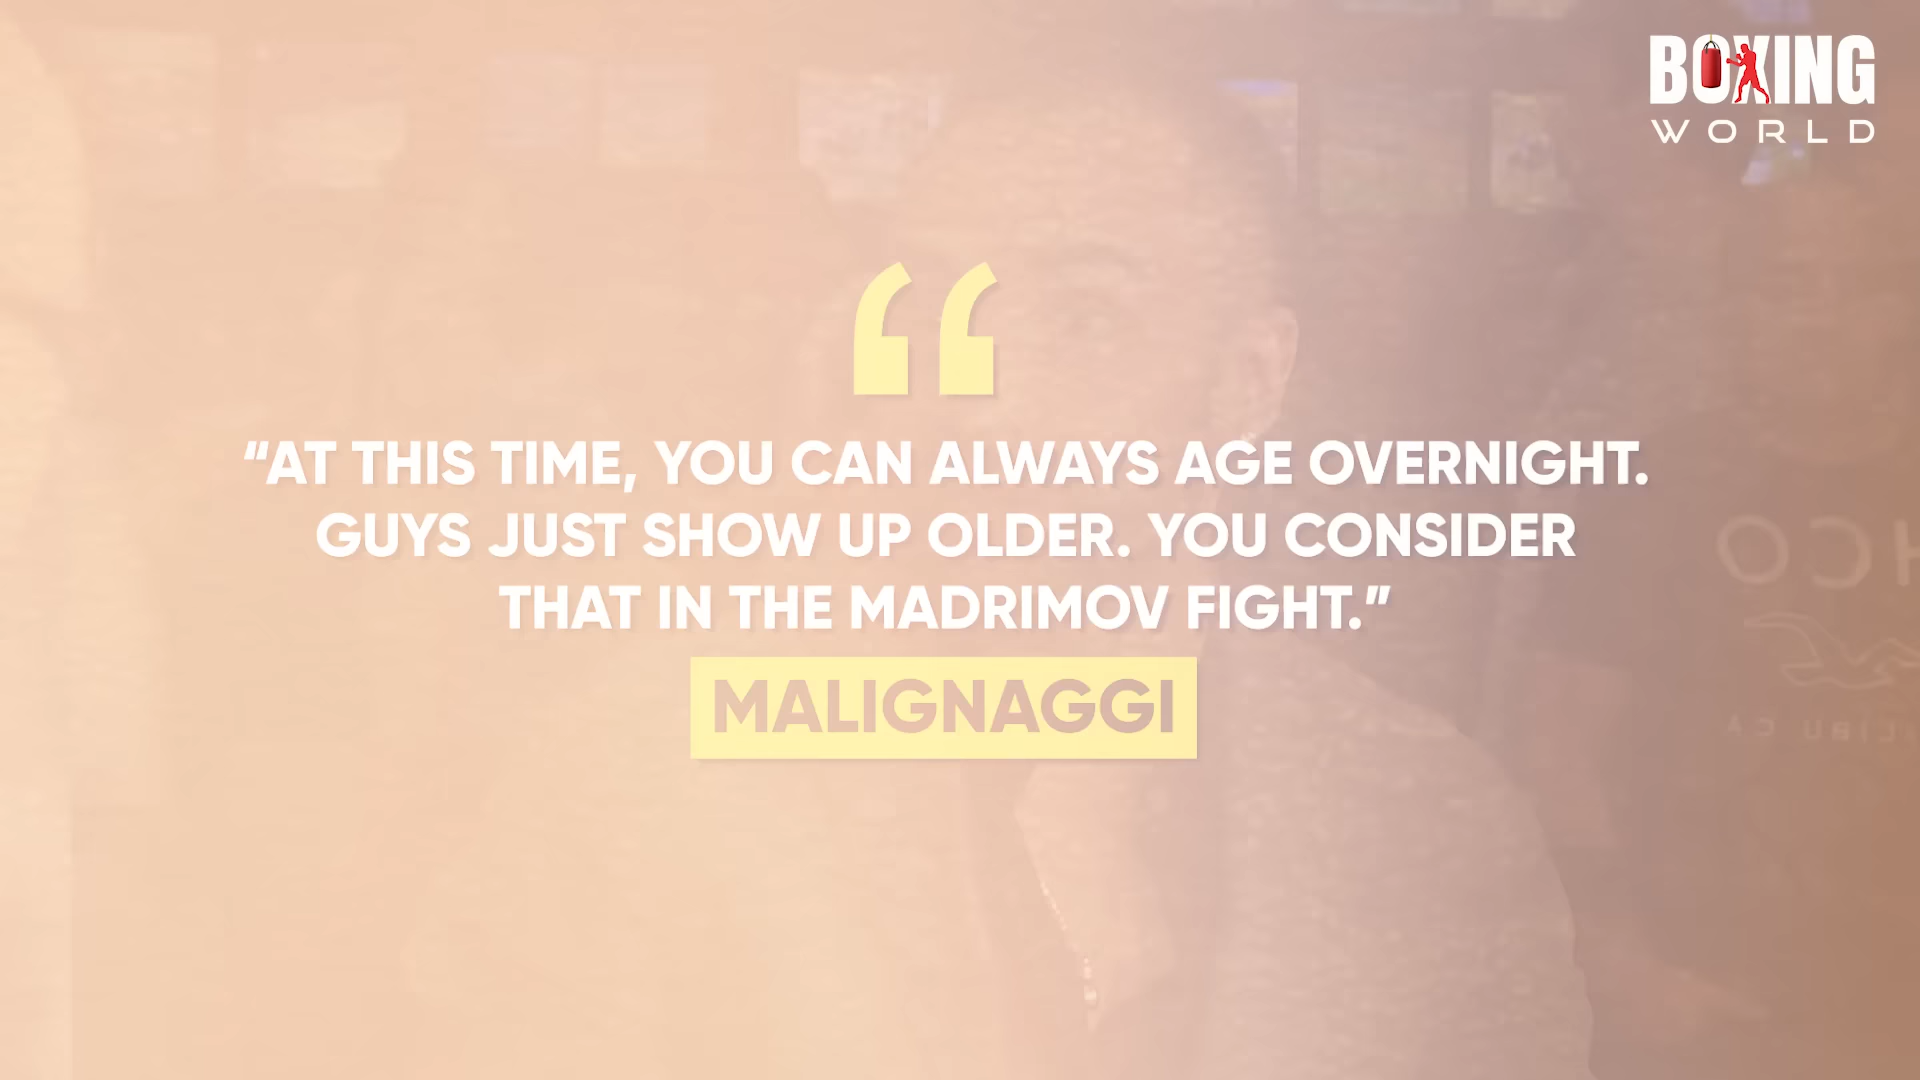 BOXING
WORLD
“AT THIS TIME, YOU CAN ALWAYS AGE OVERNIGHT.
GUYS JUST SHOW UP OLDER. YOU CONSIDER
THAT IN THE MADRIMOV FIGHT.”
MALIGNAGGI